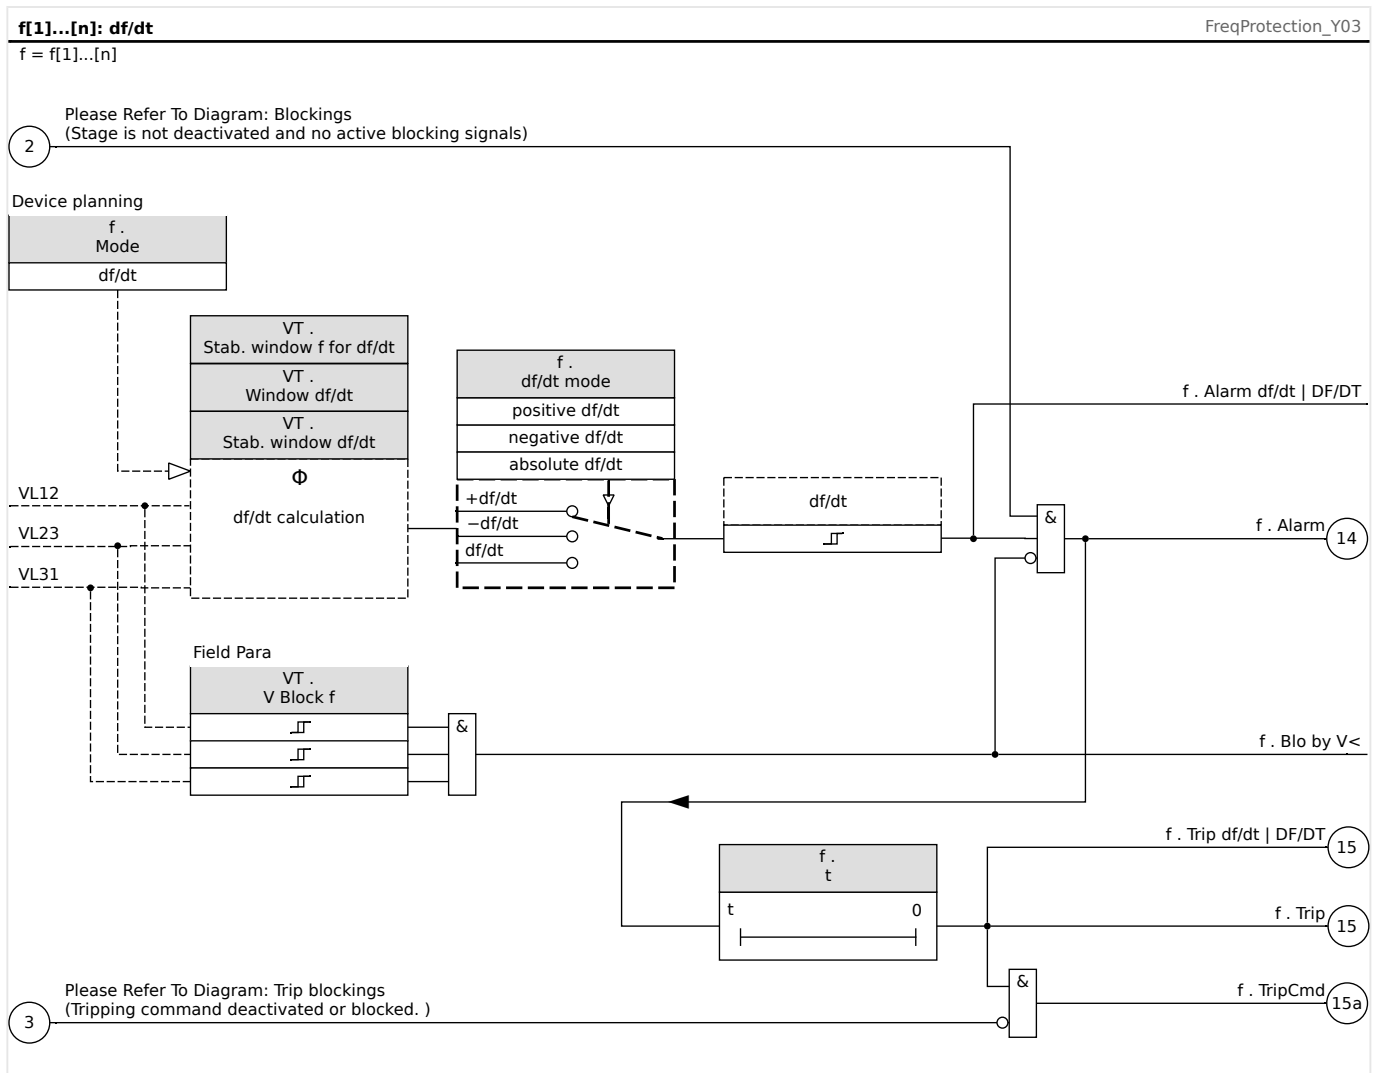 f[1]...[n]: df/dt
FreqProtection_Y03
f = f[1]...[n]
Please Refer To Diagram: Blockings
(Stage is not deactivated and no active blocking signals)
2
Device planning
f .
Mode
df/dt
VT .
Stab. window f for df/dt
VT .
Window df/dt
VT .
Stab. window df/dt
Φ
df/dt calculation
f .
df/dt mode
positive df/dt
negative df/dt
absolute df/dt
+df/dt
−df/dt
df/dt
df/dt
f . Alarm df/dt | DF/DT
VL12
VL23
VL31
&
f . Alarm
14
Field Para
VT .
V Block f
&
f . Blo by V<
f . Trip df/dt | DF/DT
15
f .
t
t
0
f . Trip
15
Please Refer To Diagram: Trip blockings
(Tripping command deactivated or blocked. )
3
&
f . TripCmd
15a